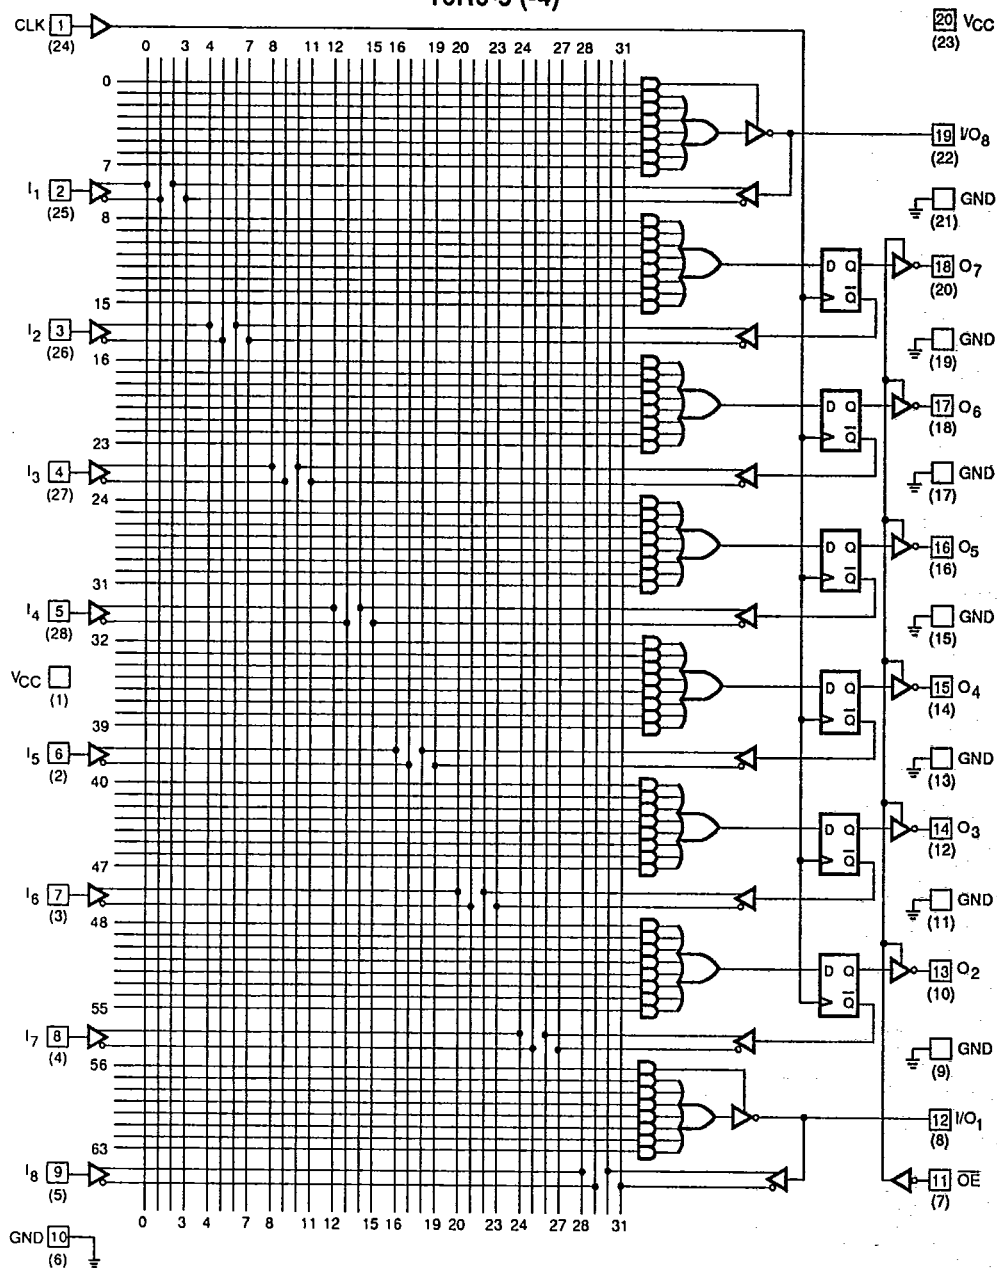 CLK 1
(24)
20 VCC
(23)
0 3 4 7 8 11 12 15 16 19 20 23 24 27 28 31
0
19 I/O8
(22)
7
I1 2
(25)
GND
(21)
8
D Q
Q̅
18 O7
(20)
15
I2 3
(26)
GND
(19)
16
D Q
Q̅
17 O6
(18)
23
I3 4
(27)
GND
(17)
24
D Q
Q̅
16 O5
(16)
31
I4 5
(28)
GND
(15)
32
VCC
(1)
D Q
Q̅
15 O4
(14)
39
I5 6
(2)
GND
(13)
40
D Q
Q̅
14 O3
(12)
47
I6 7
(3)
GND
(11)
48
D Q
Q̅
13 O2
(10)
55
I7 8
(4)
GND
(9)
56
12 I/O1
(8)
63
I8 9
(5)
11 O̅E̅
(7)
0 3 4 7 8 11 12 15 16 19 20 23 24 27 28 31
GND 10
(6)